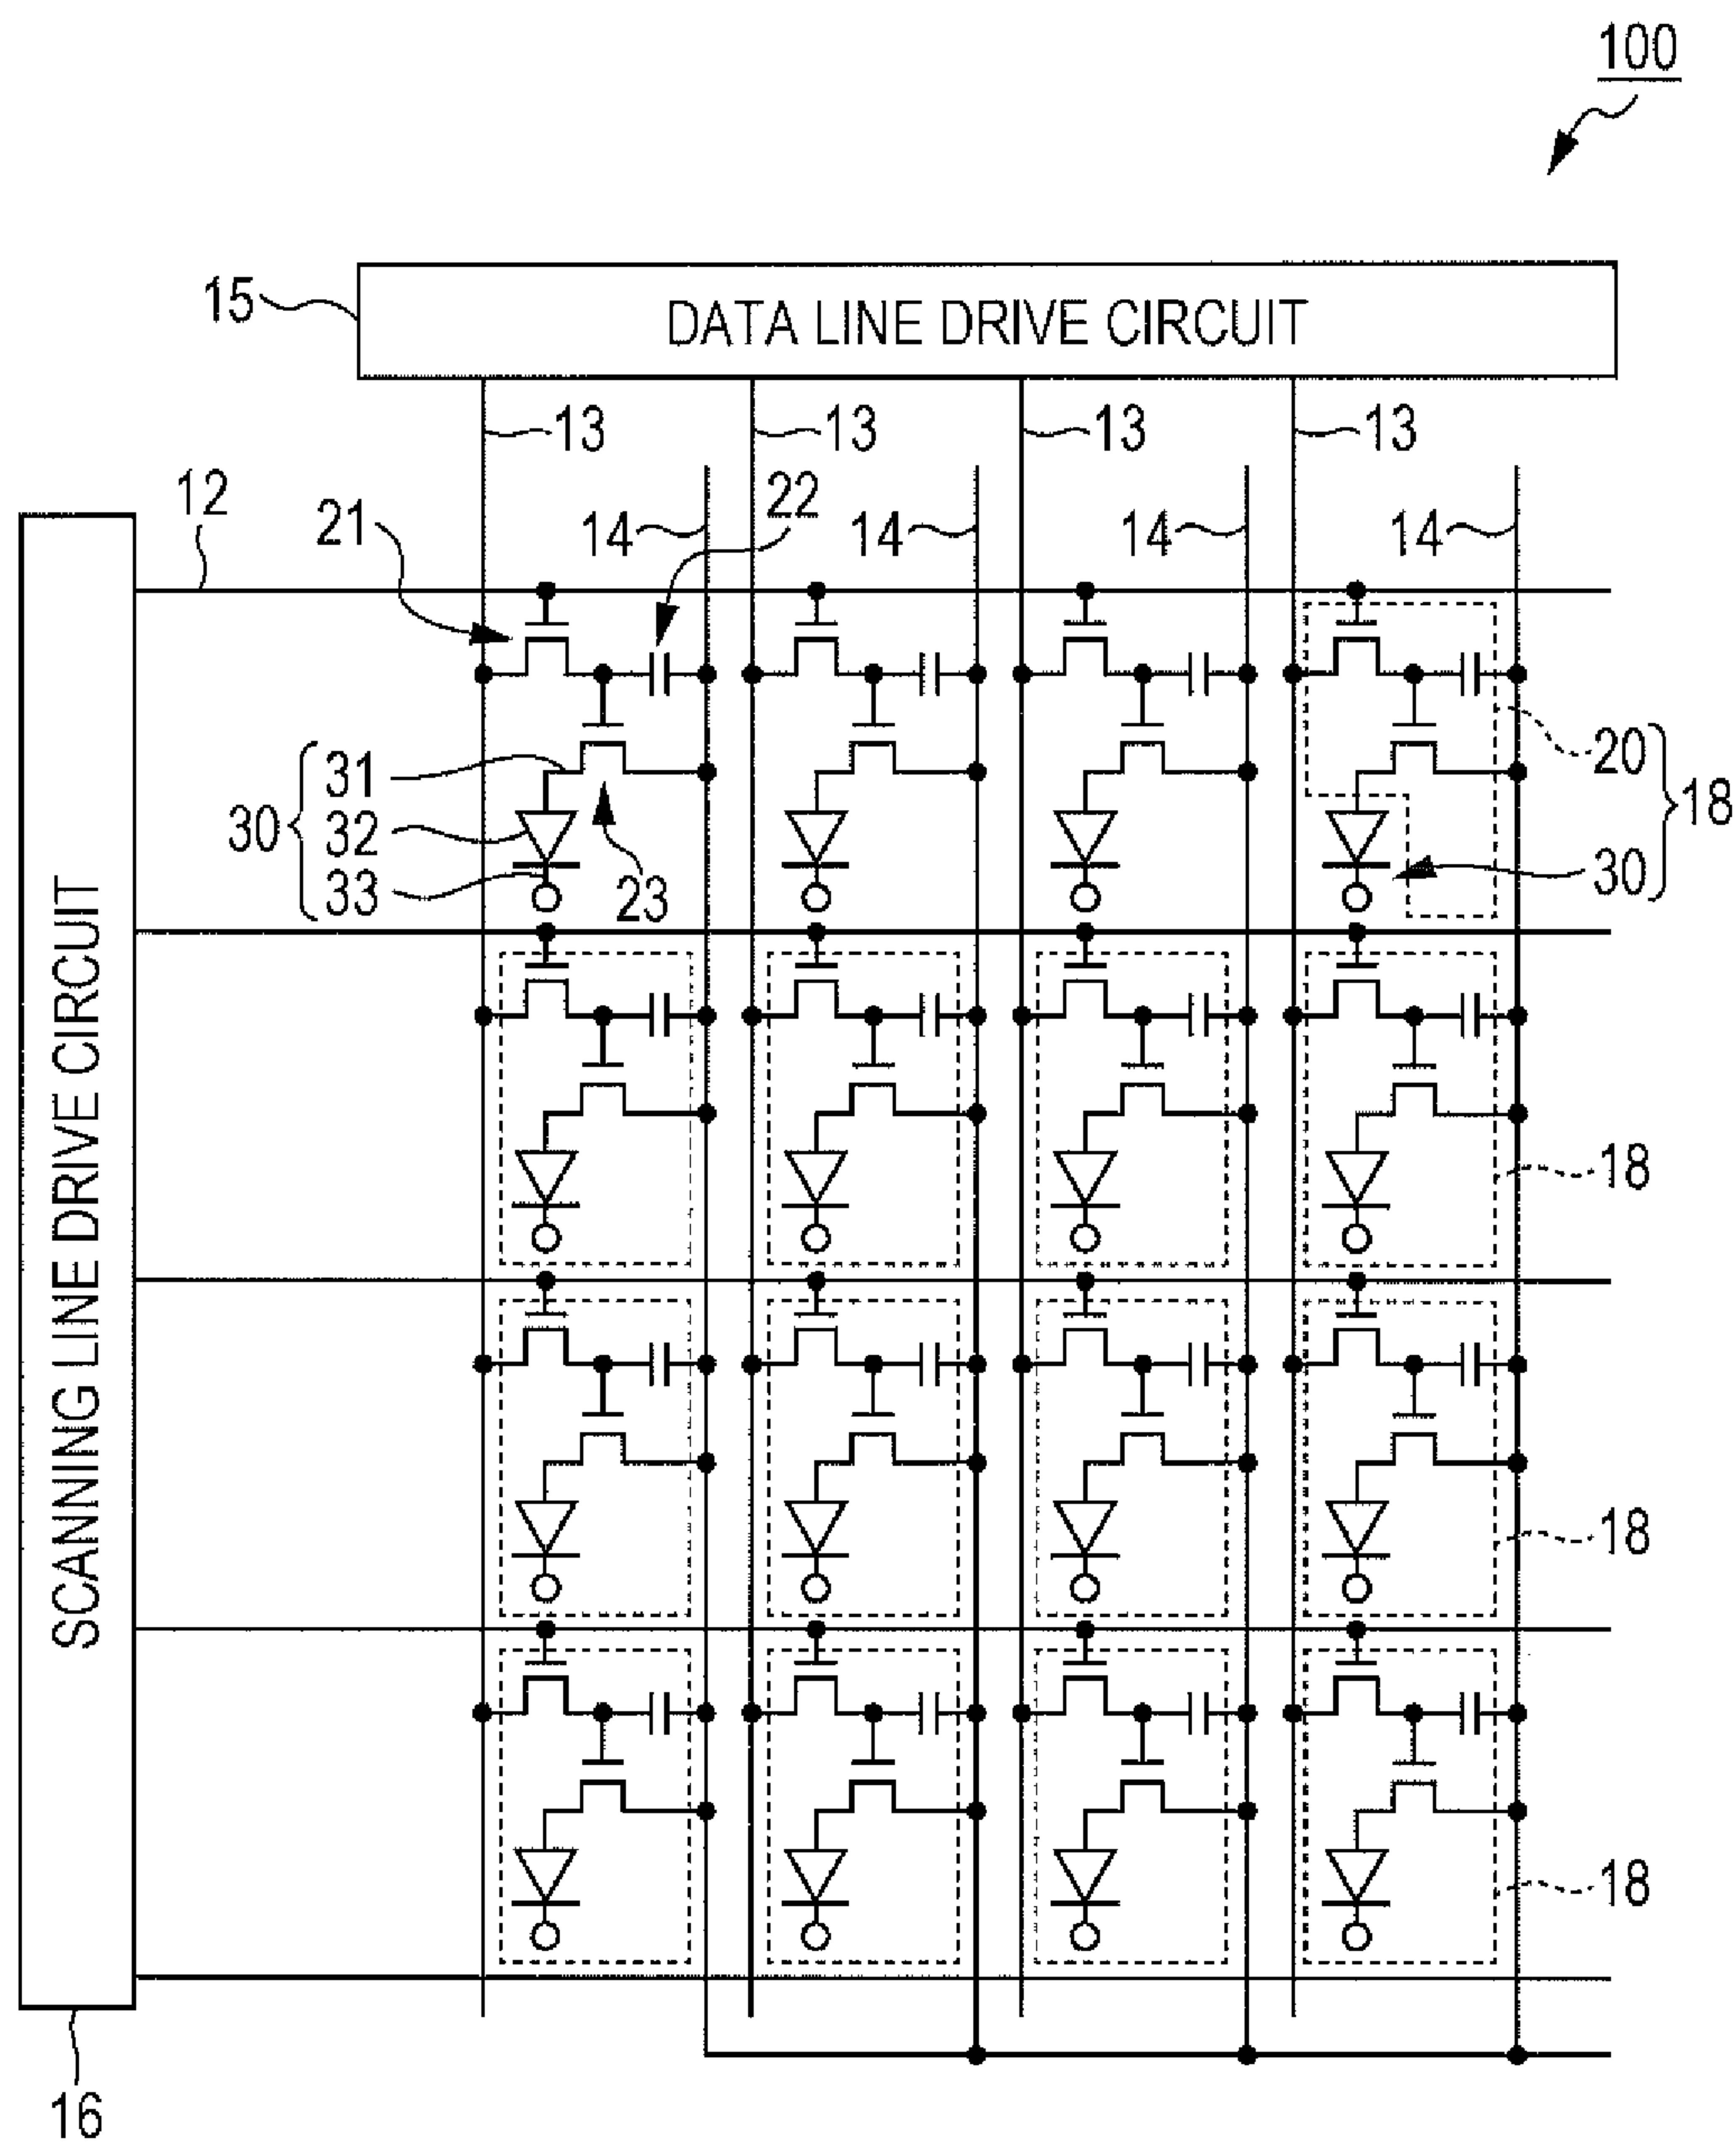 100
15
DATA LINE DRIVE CIRCUIT
13 13 13 13
12
21 14 22 14 14 14
31 20
30 32 18
33 23 30
SCANNING LINE DRIVE CIRCUIT
18
18
18
16